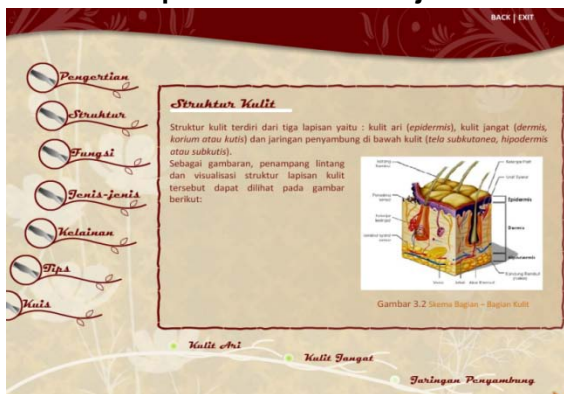 BACK | EXIT
Pengertian
Struktur
Fungsi
Jenis-jenis
Kelainan
Tips
Kuis
Struktur Kulit
Struktur kulit terdiri dari tiga lapisan yaitu : kulit ari (epidermis), kulit jangat (dermis,
korium atau kutis) dan jaringan penyambung di bawah kulit (tela subkutanea, hipodermis
atau subkutis).
Sebagai gambaran, penampang lintang
dan visualisasi struktur lapisan kulit
tersebut dapat dilihat pada gambar
berikut:
Epidermis
Dermis
Gambar 3.2 Skema Bagian – Bagian Kulit
Kulit Ari
Kulit Jangat
Jaringan Penyambung